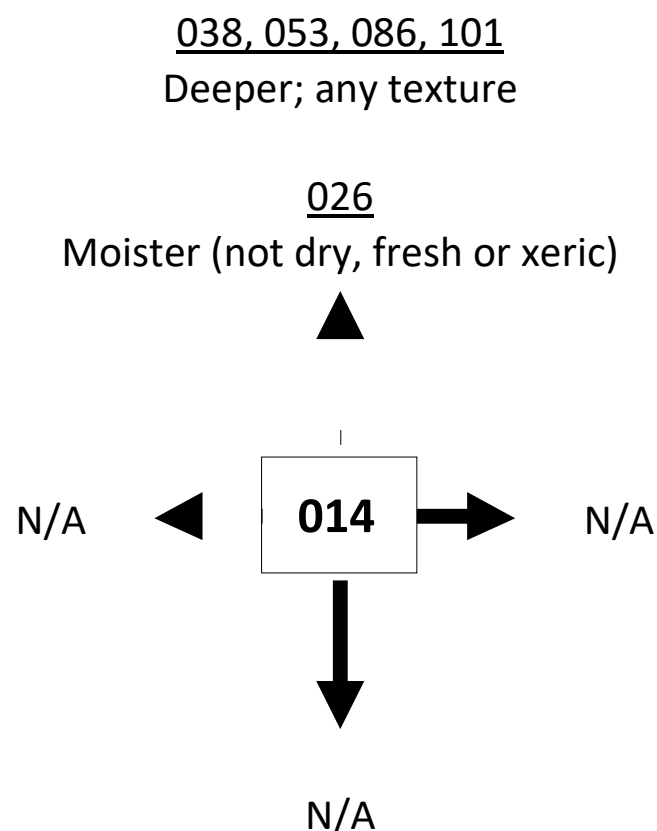 038, 053, 086, 101
Deeper; any texture
026
Moister (not dry, fresh or xeric)
N/A
014
N/A
N/A